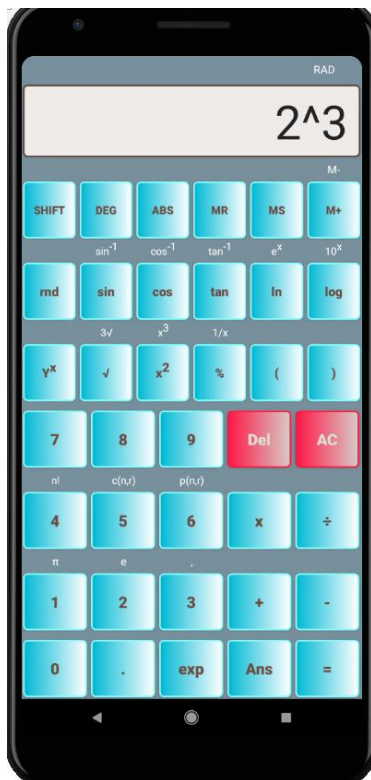 RAD
2^3
M-
SHIFT DEG ABS MR MS M+
sin-1 cos-1 tan-1 eX 10X
rnd sin cos tan ln log
3√ x3 1/x
YX √ x2 % ( )
7 8 9 Del AC
n! c(n,r) p(n,r)
4 5 6 x ÷
π e ,
1 2 3 + -
0 . exp Ans =